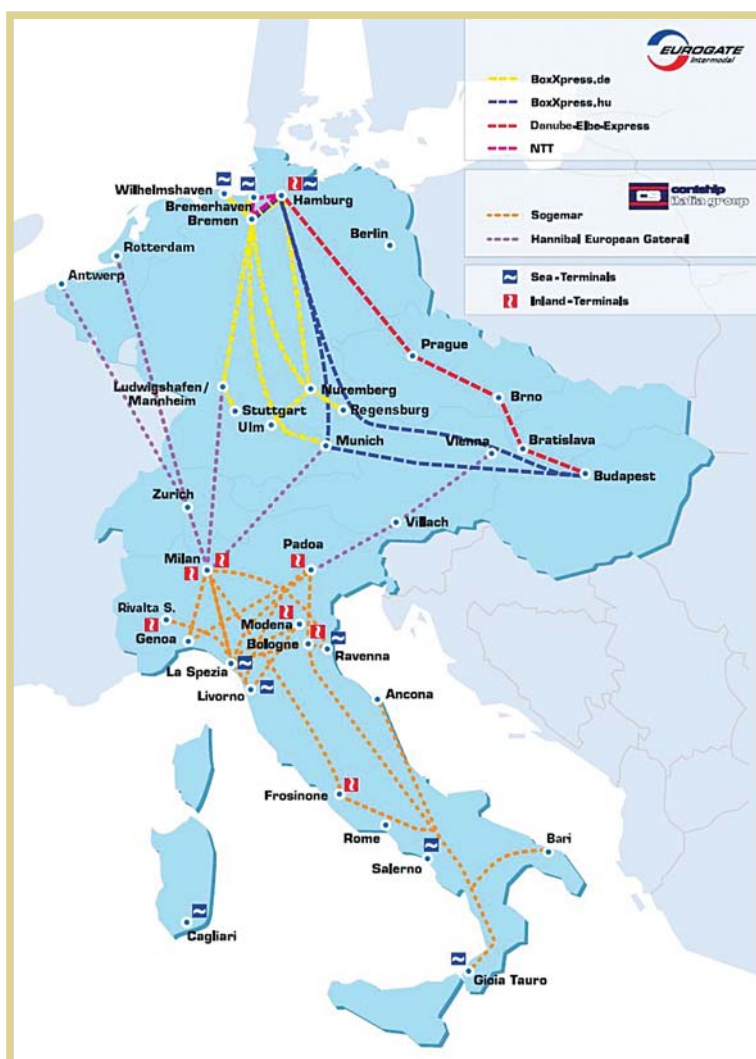 EUROGATE
Intermodal
BoxXpress.de
BoxXpress.hu
Danube-Elbe-Express
NTT
contship
italia group
Sogemar
Hannibal European Gaterail
Sea-Terminals
Inland-Terminals
Wilhelmshaven
Bremerhaven
Bremen
Hamburg
Berlin
Rotterdam
Antwerp
Prague
Ludwigshafen/
Mannheim
Nuremberg
Brno
Stuttgart
Regensburg
Ulm
Munich
Vienna
Bratislava
Budapest
Zurich
Villach
Milan
Padoa
Rivalta S.
Modena
Genoa
Bologne
Ravenna
La Spezia
Livorno
Ancona
Frosinone
Rome
Bari
Salerno
Cagliari
Gioia Tauro